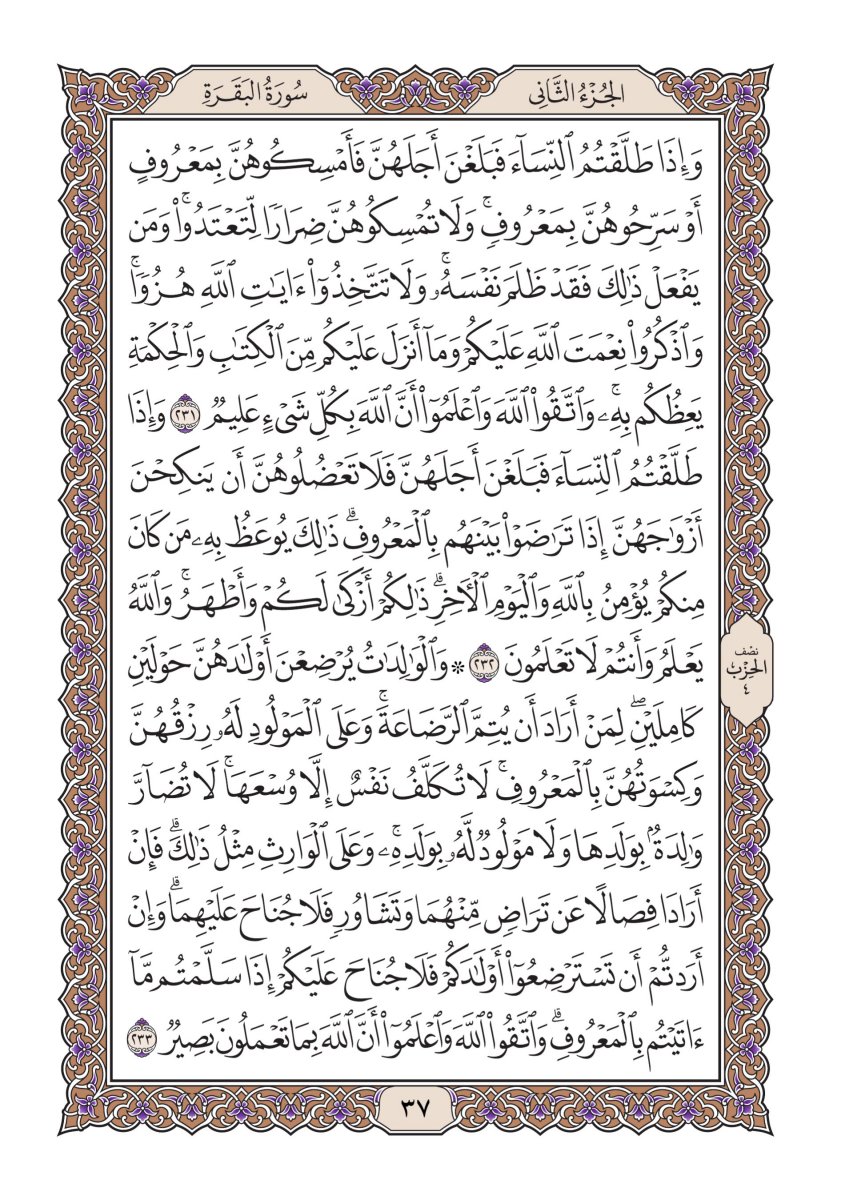 الجُزْءُ الثَّانِى
سُورَةُ البَقَرَةِ
وَإِذَا طَلَّقْتُمُ ٱلنِّسَآءَ فَبَلَغْنَ أَجَلَهُنَّ فَأَمْسِكُوهُنَّ بِمَعْرُوفٍ
أَوْ سَرِّحُوهُنَّ بِمَعْرُوفٖۚ وَلَا تُمْسِكُوهُنَّ ضِرَارٗا لِّتَعْتَدُواْۚ وَمَن
يَفْعَلْ ذَٰلِكَ فَقَدْ ظَلَمَ نَفْسَهُۥۚ وَلَا تَتَّخِذُوٓاْ ءَايَٰتِ ٱللَّهِ هُزُوٗاۚ
وَٱذْكُرُواْ نِعْمَتَ ٱللَّهِ عَلَيْكُمْ وَمَآ أَنزَلَ عَلَيْكُم مِّنَ ٱلْكِتَٰبِ وَٱلْحِكْمَةِ
يَعِظُكُم بِهِۦۚ وَٱتَّقُواْ ٱللَّهَ وَٱعْلَمُوٓاْ أَنَّ ٱللَّهَ بِكُلِّ شَىْءٍ عَلِيمٞ ٢٣١ وَإِذَا
طَلَّقْتُمُ ٱلنِّسَآءَ فَبَلَغْنَ أَجَلَهُنَّ فَلَا تَعْضُلُوهُنَّ أَن يَنكِحْنَ
أَزْوَٰجَهُنَّ إِذَا تَرَٰضَوْاْ بَيْنَهُم بِٱلْمَعْرُوفِۗ ذَٰلِكَ يُوعَظُ بِهِۦ مَن كَانَ
مِنكُمْ يُؤْمِنُ بِٱللَّهِ وَٱلْيَوْمِ ٱلْأٓخِرِۗ ذَٰلِكُمْ أَزْكَىٰ لَكُمْ وَأَطْهَرُۚ وَٱللَّهُ
يَعْلَمُ وَأَنتُمْ لَا تَعْلَمُونَ ٢٣٢ ۞ وَٱلْوَٰلِدَٰتُ يُرْضِعْنَ أَوْلَٰدَهُنَّ حَوْلَيْنِ
كَامِلَيْنِۖ لِمَنْ أَرَادَ أَن يُتِمَّ ٱلرَّضَاعَةَۚ وَعَلَى ٱلْمَوْلُودِ لَهُۥ رِزْقُهُنَّ
وَكِسْوَتُهُنَّ بِٱلْمَعْرُوفِۚ لَا تُكَلَّفُ نَفْسٌ إِلَّا وُسْعَهَاۚ لَا تُضَآرَّ
وَٰلِدَةُۢ بِوَلَدِهَا وَلَا مَوْلُودٞ لَّهُۥ بِوَلَدِهِۦۚ وَعَلَى ٱلْوَارِثِ مِثْلُ ذَٰلِكَۗ فَإِنْ
أَرَادَا فِصَالًا عَن تَرَاضٖ مِّنْهُمَا وَتَشَاوُرٖ فَلَا جُنَاحَ عَلَيْهِمَاۗ وَإِنْ
أَرَدتُّمْ أَن تَسْتَرْضِعُوٓاْ أَوْلَٰدَكُمْ فَلَا جُنَاحَ عَلَيْكُمْ إِذَا سَلَّمْتُم مَّآ
ءَاتَيْتُم بِٱلْمَعْرُوفِۗ وَٱتَّقُواْ ٱللَّهَ وَٱعْلَمُوٓاْ أَنَّ ٱللَّهَ بِمَا تَعْمَلُونَ بَصِيرٞ ٢٣٣
نصْف
الحِزْب
٤
٣٧